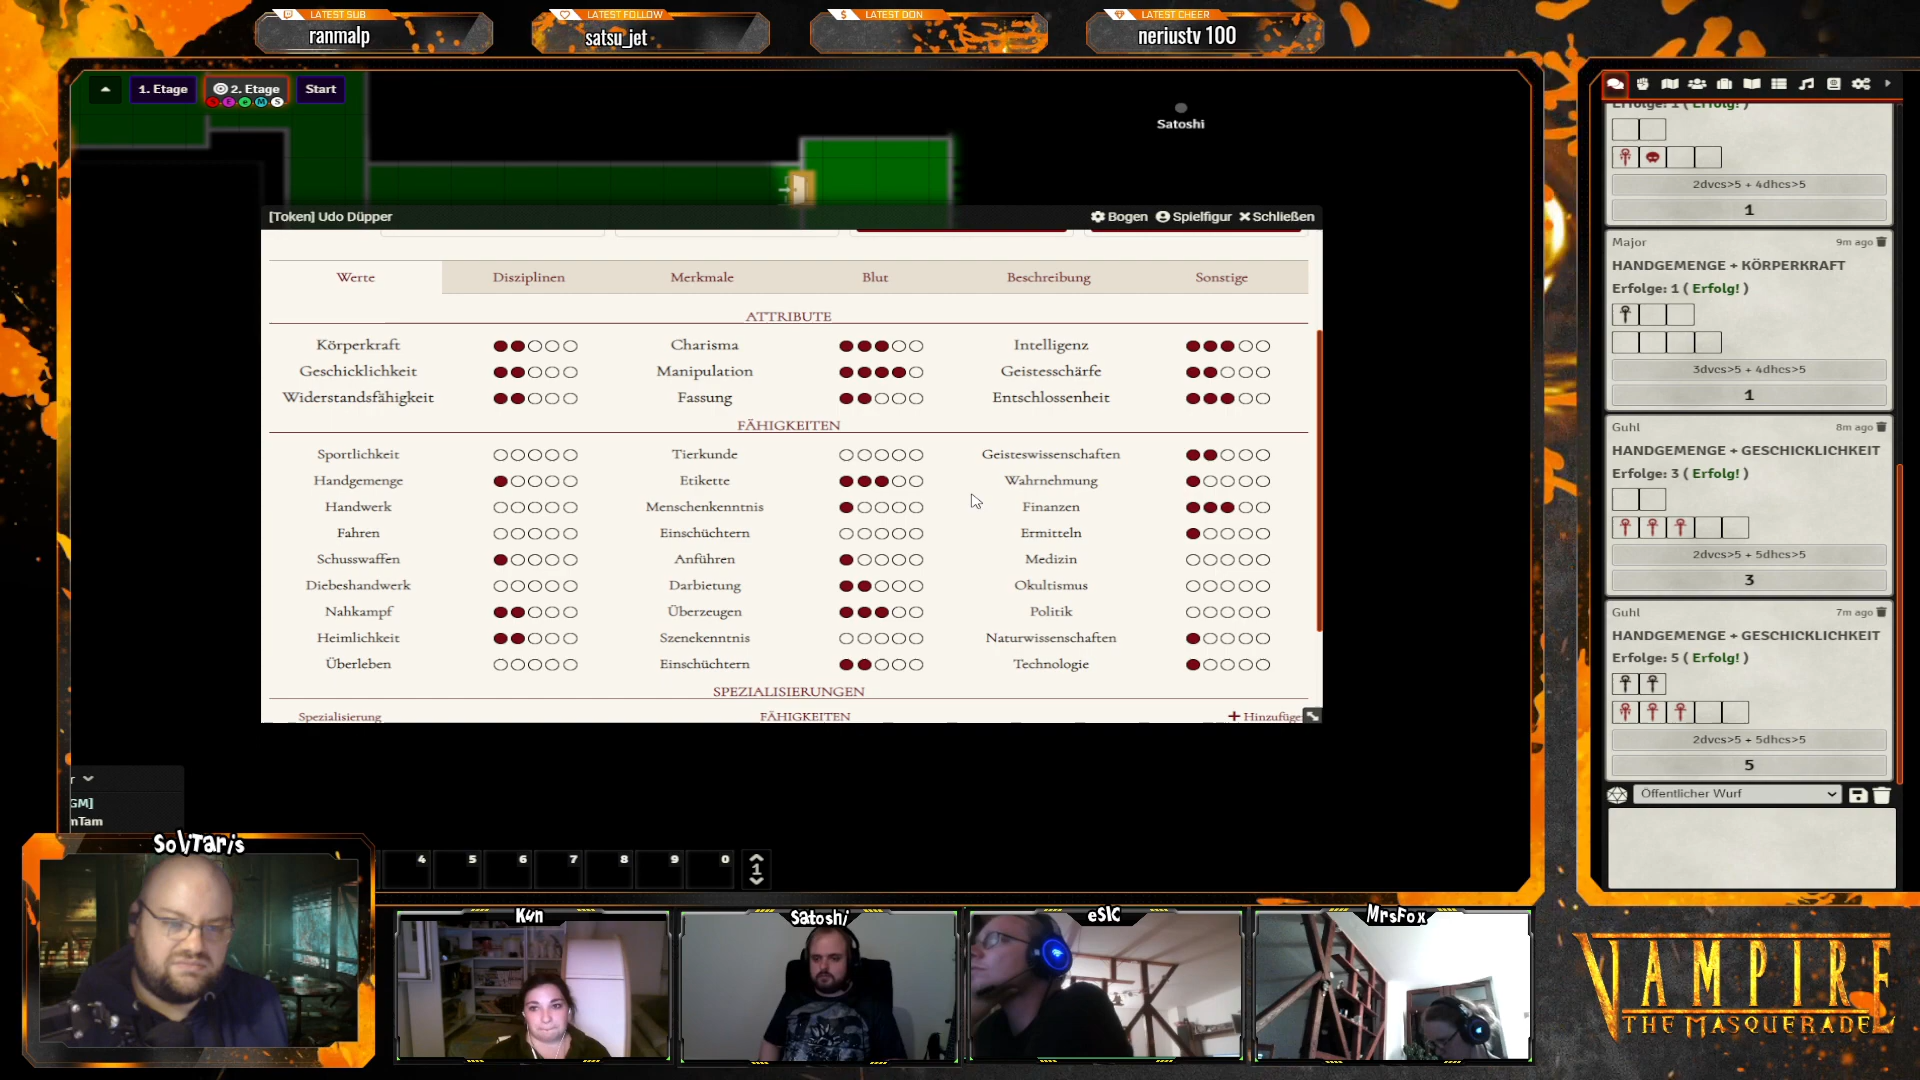 LATEST SUB
ranmalp
LATEST FOLLOW
satsu_jet
LATEST DON
LATEST CHEER
neriustv 100
1. Etage
2. Etage
Start
Satoshi
[Token] Udo Düpper
Bogen
Spielfigur
Schließen
Werte
Disziplinen
Merkmale
Blut
Beschreibung
Sonstige
ATTRIBUTE
Körperkraft
Charisma
Intelligenz
Geschicklichkeit
Manipulation
Geistesschärfe
Widerstandsfähigkeit
Fassung
Entschlossenheit
FÄHIGKEITEN
Sportlichkeit
Tierkunde
Geisteswissenschaften
Handgemenge
Etikette
Wahrnehmung
Handwerk
Menschenkenntnis
Finanzen
Fahren
Einschüchtern
Ermitteln
Schusswaffen
Anführen
Medizin
Diebeshandwerk
Darbietung
Okultismus
Nahkampf
Überzeugen
Politik
Heimlichkeit
Szenekenntnis
Naturwissenschaften
Überleben
Einschüchtern
Technologie
SPEZIALISIERUNGEN
Spezialisierung
FÄHIGKEITEN
+ Hinzufüge
Erfolge: 1 ( Erfolg! )
2dvcs>5 + 4dhcs>5
1
Major
9m ago
HANDGEMENGE + KÖRPERKRAFT
Erfolge: 1 ( Erfolg! )
3dvcs>5 + 4dhcs>5
1
Guhl
8m ago
HANDGEMENGE + GESCHICKLICHKEIT
Erfolge: 3 ( Erfolg! )
2dvcs>5 + 5dhcs>5
3
Guhl
7m ago
HANDGEMENGE + GESCHICKLICHKEIT
Erfolge: 5 ( Erfolg! )
2dvcs>5 + 5dhcs>5
5
Öffentlicher Wurf
r
GM]
nTam
4 5 6 7 8 9 0
1
SoliTaris
K4n
Satoshi
eSIC
MrsFox
VAMPIRE
THE MASQUERADE